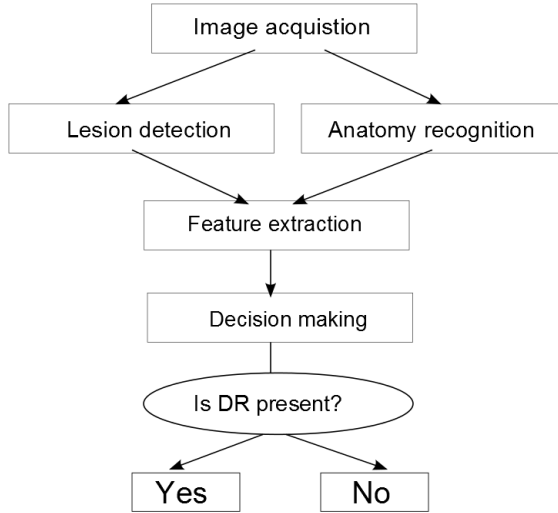 Image acquistion
Lesion detection
Anatomy recognition
Feature extraction
Decision making
Is DR present?
Yes
No